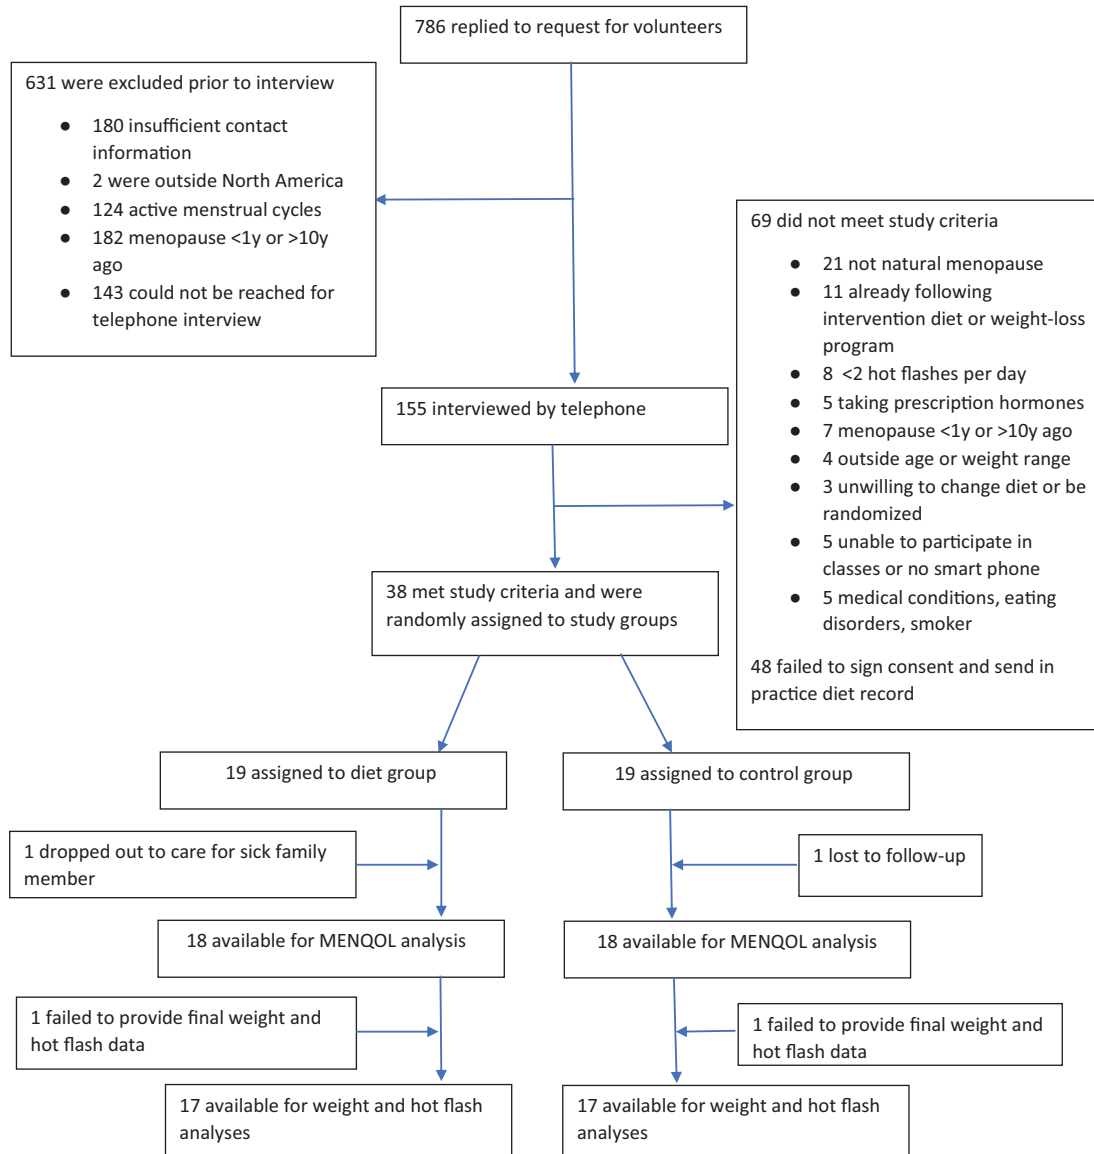 786 replied to request for volunteers
631 were excluded prior to interview
● 180 insufficient contact
information
● 2 were outside North America
● 124 active menstrual cycles
● 182 menopause <1y or >10y
ago
● 143 could not be reached for
telephone interview
69 did not meet study criteria
● 21 not natural menopause
● 11 already following
intervention diet or weight-loss
program
● 8 <2 hot flashes per day
● 5 taking prescription hormones
● 7 menopause <1y or >10y ago
● 4 outside age or weight range
● 3 unwilling to change diet or be
randomized
● 5 unable to participate in
classes or no smart phone
● 5 medical conditions, eating
disorders, smoker
48 failed to sign consent and send in
practice diet record
155 interviewed by telephone
38 met study criteria and were
randomly assigned to study groups
19 assigned to diet group
19 assigned to control group
1 dropped out to care for sick family
member
1 lost to follow-up
18 available for MENQOL analysis
18 available for MENQOL analysis
1 failed to provide final weight and
hot flash data
1 failed to provide final weight and
hot flash data
17 available for weight and hot flash
analyses
17 available for weight and hot flash
analyses